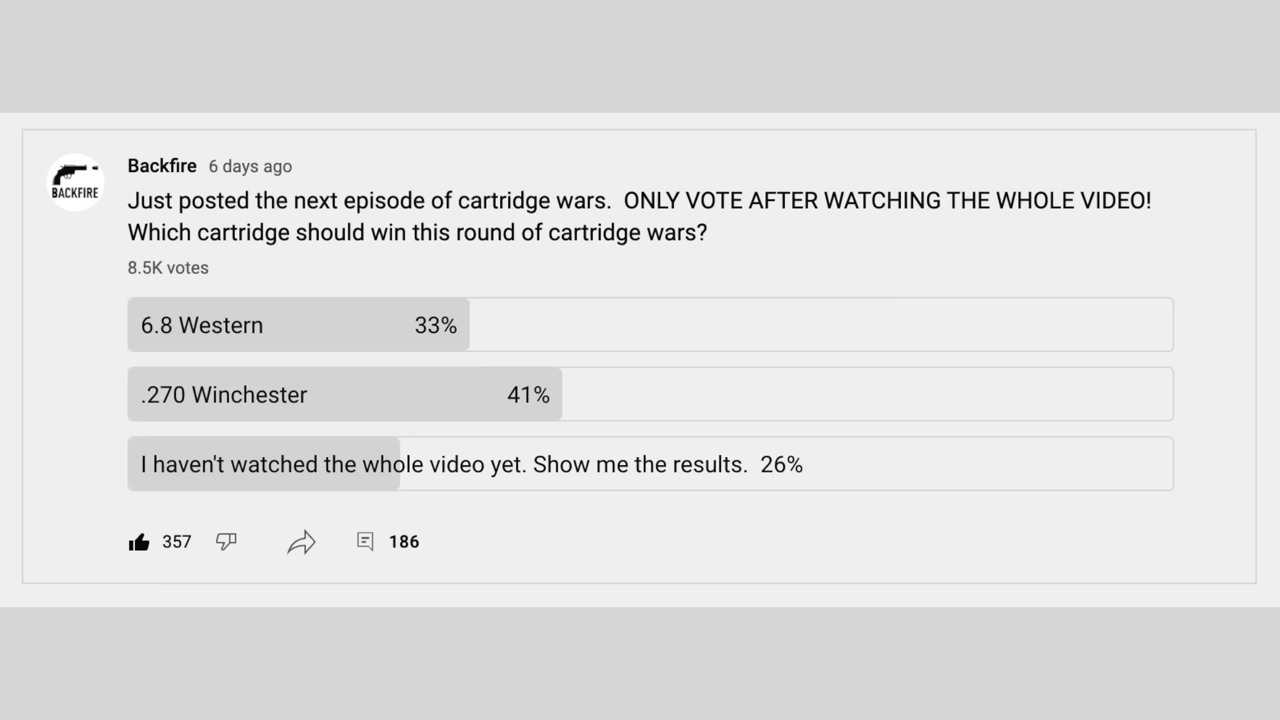 BACKFIRE
Backfire 6 days ago
Just posted the next episode of cartridge wars.  ONLY VOTE AFTER WATCHING THE WHOLE VIDEO!
Which cartridge should win this round of cartridge wars?
8.5K votes
6.8 Western 33%
.270 Winchester 41%
I haven't watched the whole video yet. Show me the results. 26%
357 186